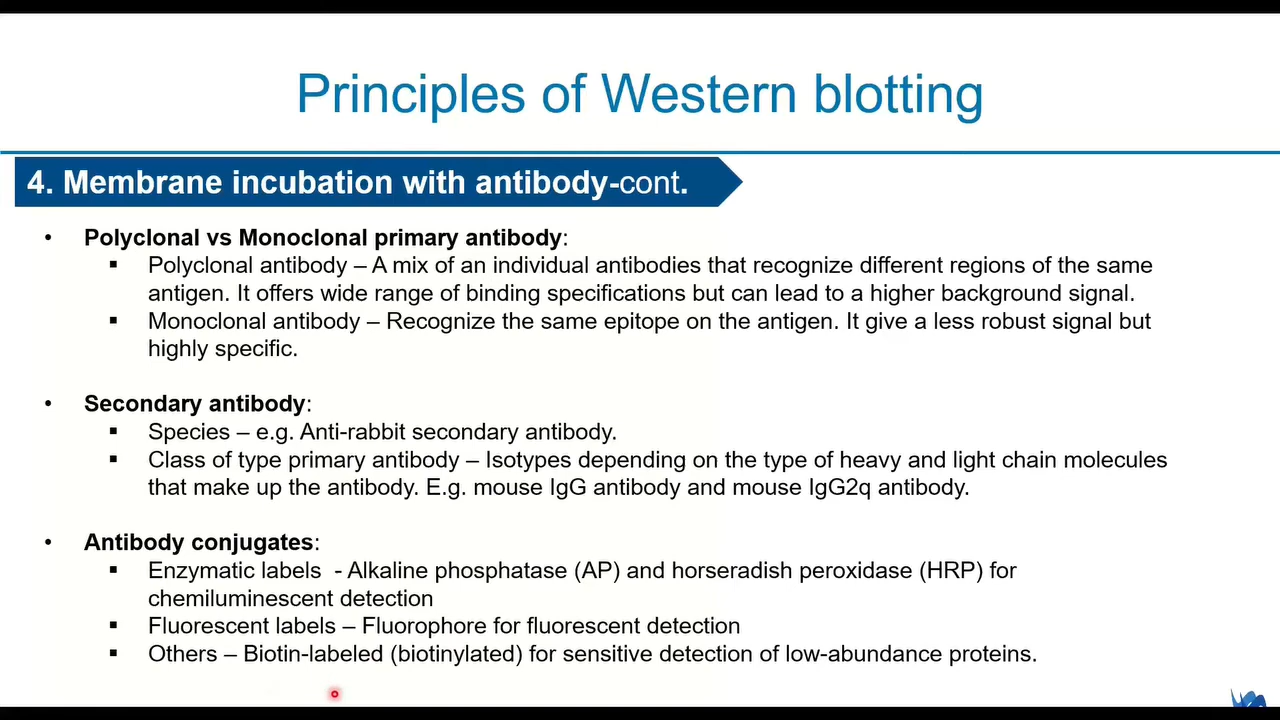 Principles of Western blotting
4. Membrane incubation with antibody-cont.
• Polyclonal vs Monoclonal primary antibody:
▪ Polyclonal antibody – A mix of an individual antibodies that recognize different regions of the same
antigen. It offers wide range of binding specifications but can lead to a higher background signal.
▪ Monoclonal antibody – Recognize the same epitope on the antigen. It give a less robust signal but
highly specific.
• Secondary antibody:
▪ Species – e.g. Anti-rabbit secondary antibody.
▪ Class of type primary antibody – Isotypes depending on the type of heavy and light chain molecules
that make up the antibody. E.g. mouse IgG antibody and mouse IgG2q antibody.
• Antibody conjugates:
▪ Enzymatic labels - Alkaline phosphatase (AP) and horseradish peroxidase (HRP) for
chemiluminescent detection
▪ Fluorescent labels – Fluorophore for fluorescent detection
▪ Others – Biotin-labeled (biotinylated) for sensitive detection of low-abundance proteins.